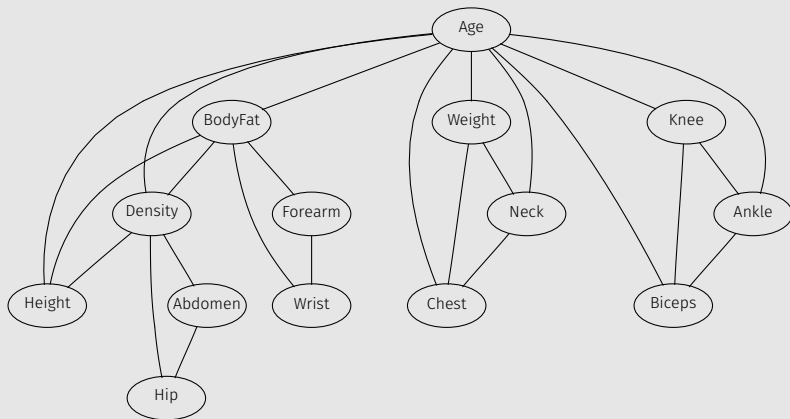 Age
BodyFat
Weight
Knee
Density
Forearm
Neck
Ankle
Height
Abdomen
Wrist
Chest
Biceps
Hip